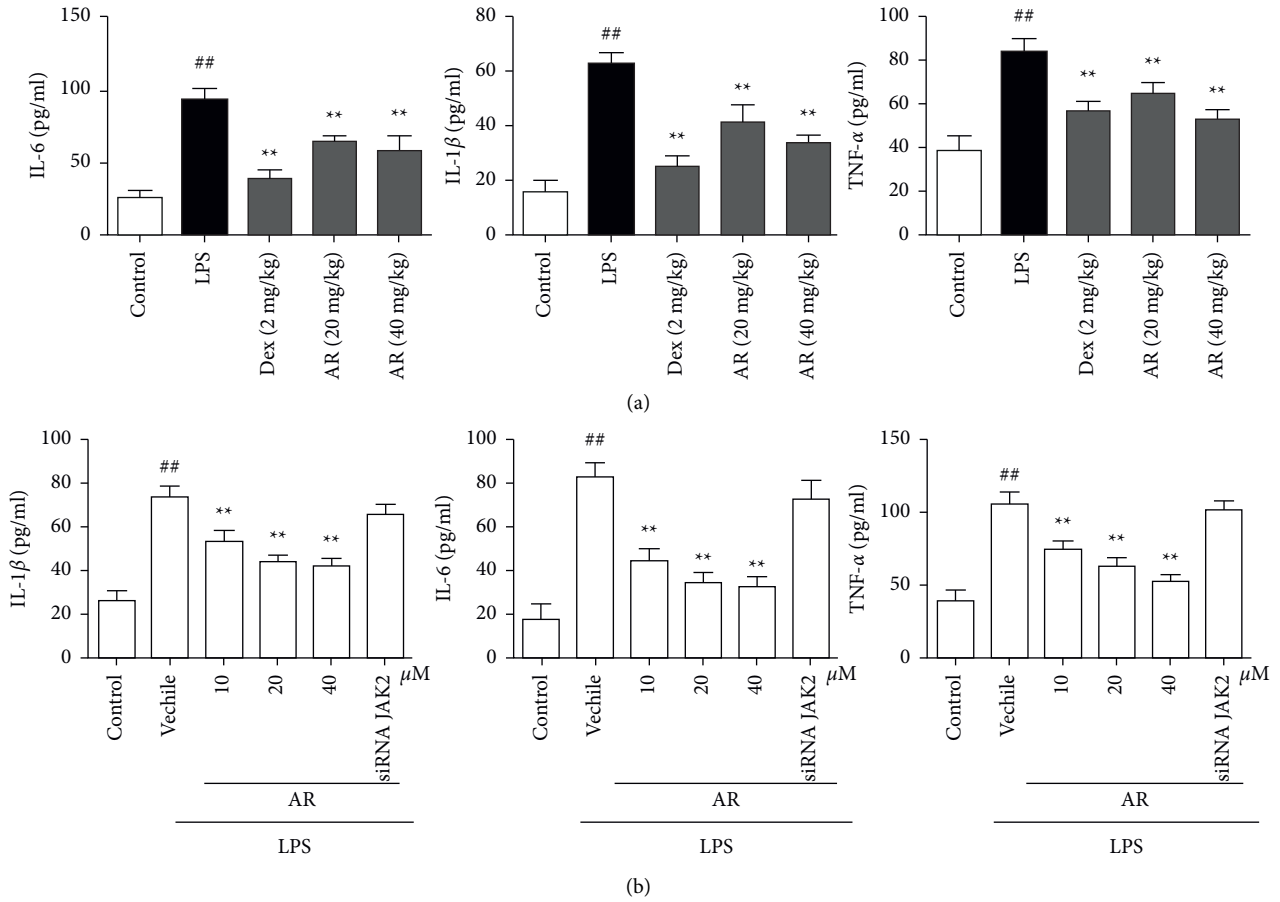 IL-6 (pg/ml)
150
100
50
0
##
**
**
**
Control
LPS
Dex (2 mg/kg)
AR (20 mg/kg)
AR (40 mg/kg)
IL-1β (pg/ml)
80
60
40
20
0
##
**
**
**
Control
LPS
Dex (2 mg/kg)
AR (20 mg/kg)
AR (40 mg/kg)
TNF-α (pg/ml)
100
80
60
40
20
0
##
**
**
**
Control
LPS
Dex (2 mg/kg)
AR (20 mg/kg)
AR (40 mg/kg)
(a)
IL-1β (pg/ml)
100
80
60
40
20
0
##
**
**
**
Control
Vechile
10
20
40
siRNA JAK2
μM
AR
LPS
IL-6 (pg/ml)
100
80
60
40
20
0
##
**
**
**
Control
Vechile
10
20
40
siRNA JAK2
μM
AR
LPS
TNF-α (pg/ml)
150
100
50
0
##
**
**
**
Control
Vechile
10
20
40
siRNA JAK2
μM
AR
LPS
(b)